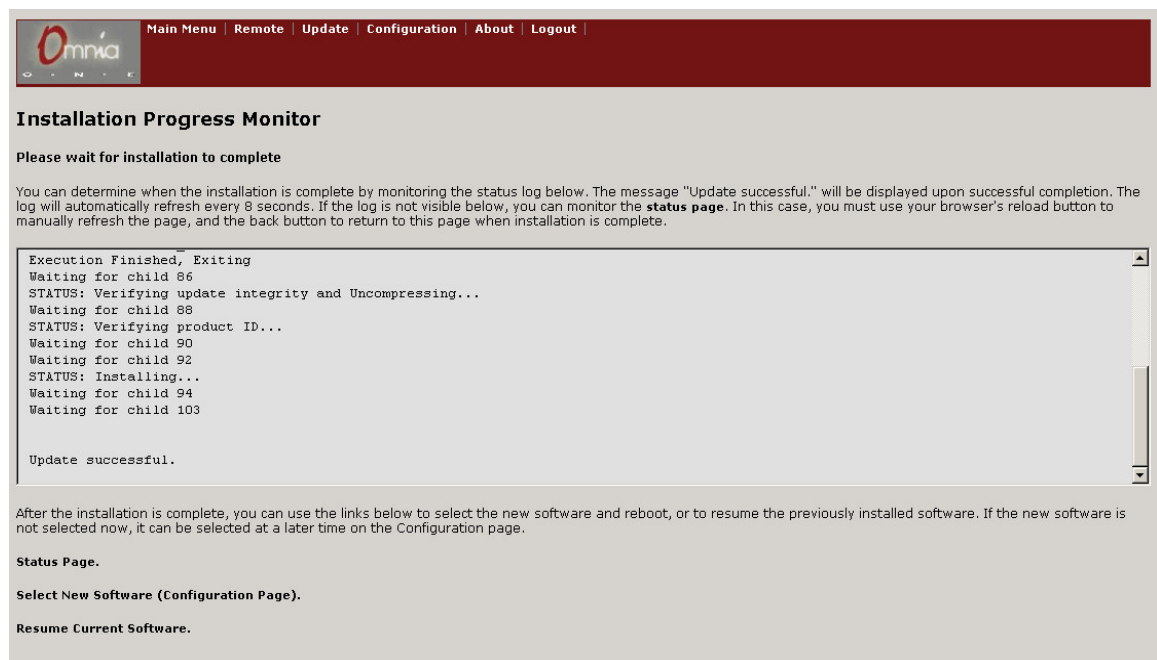 Omnia
O · N · E
Main Menu | Remote | Update | Configuration | About | Logout |
Installation Progress Monitor
Please wait for installation to complete
You can determine when the installation is complete by monitoring the status log below. The message "Update successful." will be displayed upon successful completion. The
log will automatically refresh every 8 seconds. If the log is not visible below, you can monitor the status page. In this case, you must use your browser's reload button to
manually refresh the page, and the back button to return to this page when installation is complete.
Execution Finished, Exiting
Waiting for child 86
STATUS: Verifying update integrity and Uncompressing...
Waiting for child 88
STATUS: Verifying product ID...
Waiting for child 90
Waiting for child 92
STATUS: Installing...
Waiting for child 94
Waiting for child 103
Update successful.
After the installation is complete, you can use the links below to select the new software and reboot, or to resume the previously installed software. If the new software is
not selected now, it can be selected at a later time on the Configuration page.
Status Page.
Select New Software (Configuration Page).
Resume Current Software.